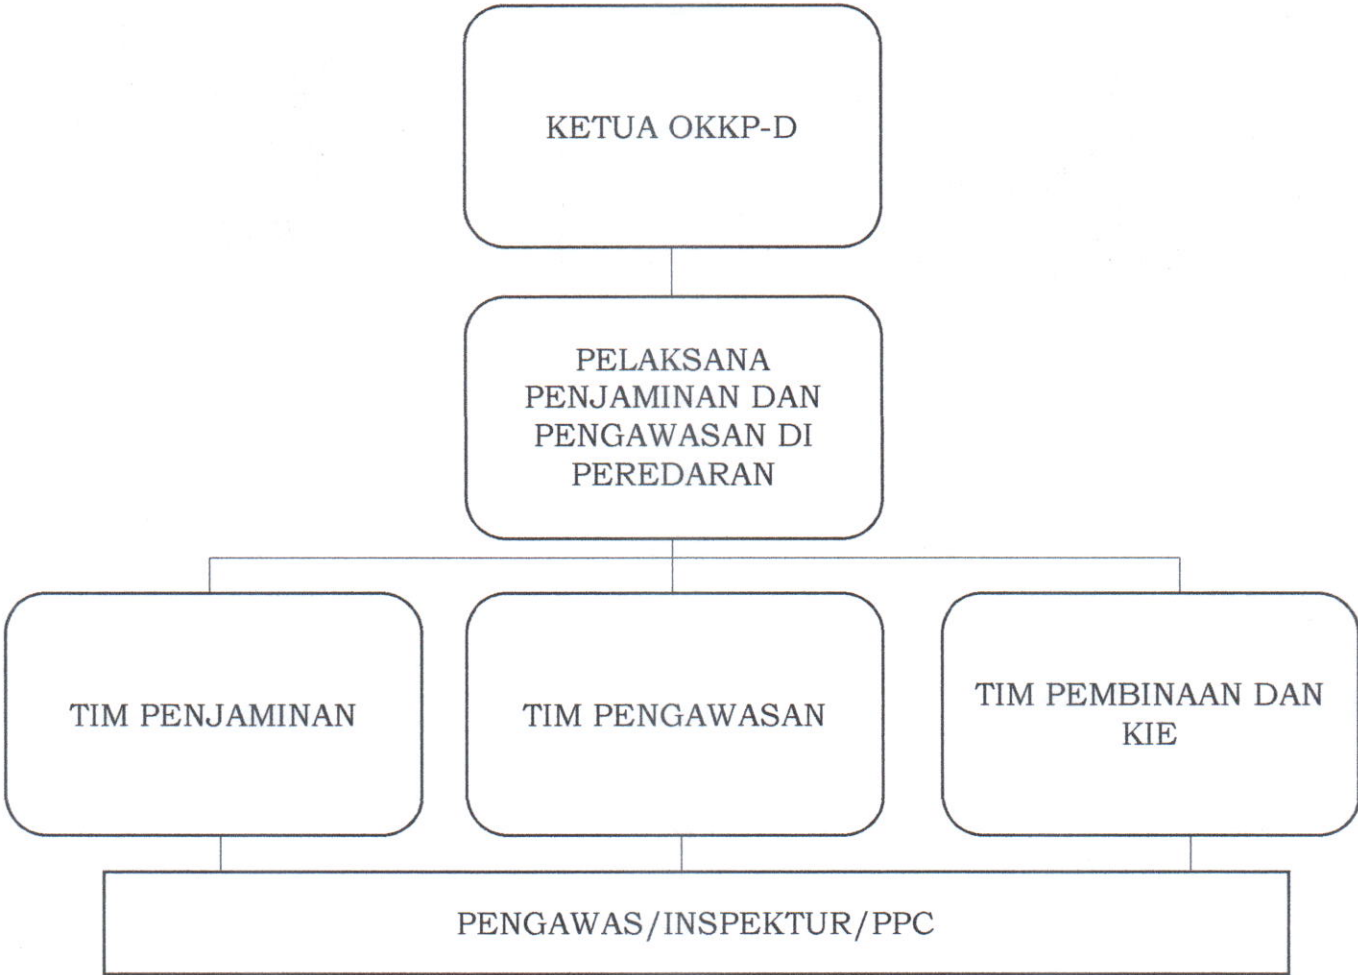 KETUA OKKP-D
PELAKSANA
PENJAMINAN DAN
PENGAWASAN DI
PEREDARAN
TIM PENJAMINAN
TIM PENGAWASAN
TIM PEMBINAAN DAN
KIE
PENGAWAS/INSPEKTUR/PPC